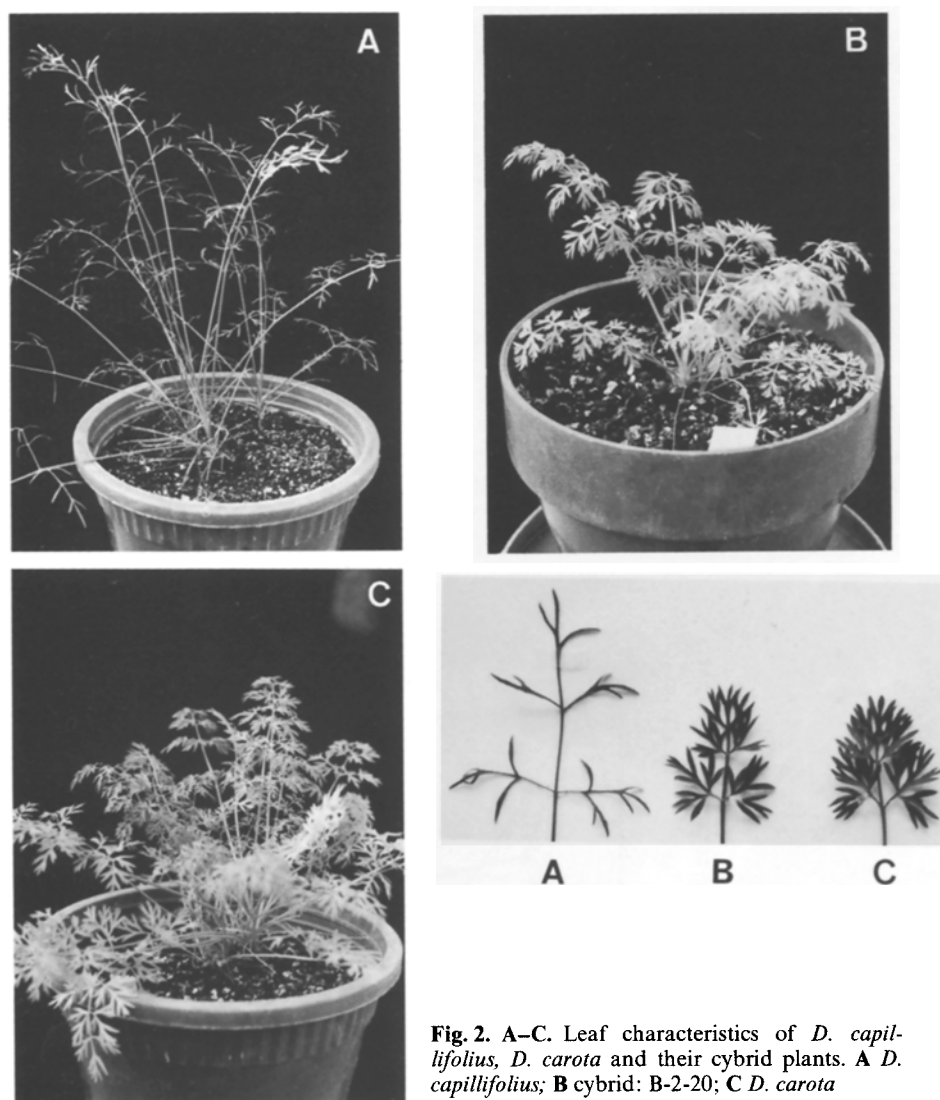 A
B
C
A B C
Fig. 2. A–C. Leaf characteristics of D. capil-
lifolius, D. carota and their cybrid plants. A D.
capillifolius; B cybrid: B-2-20; C D. carota